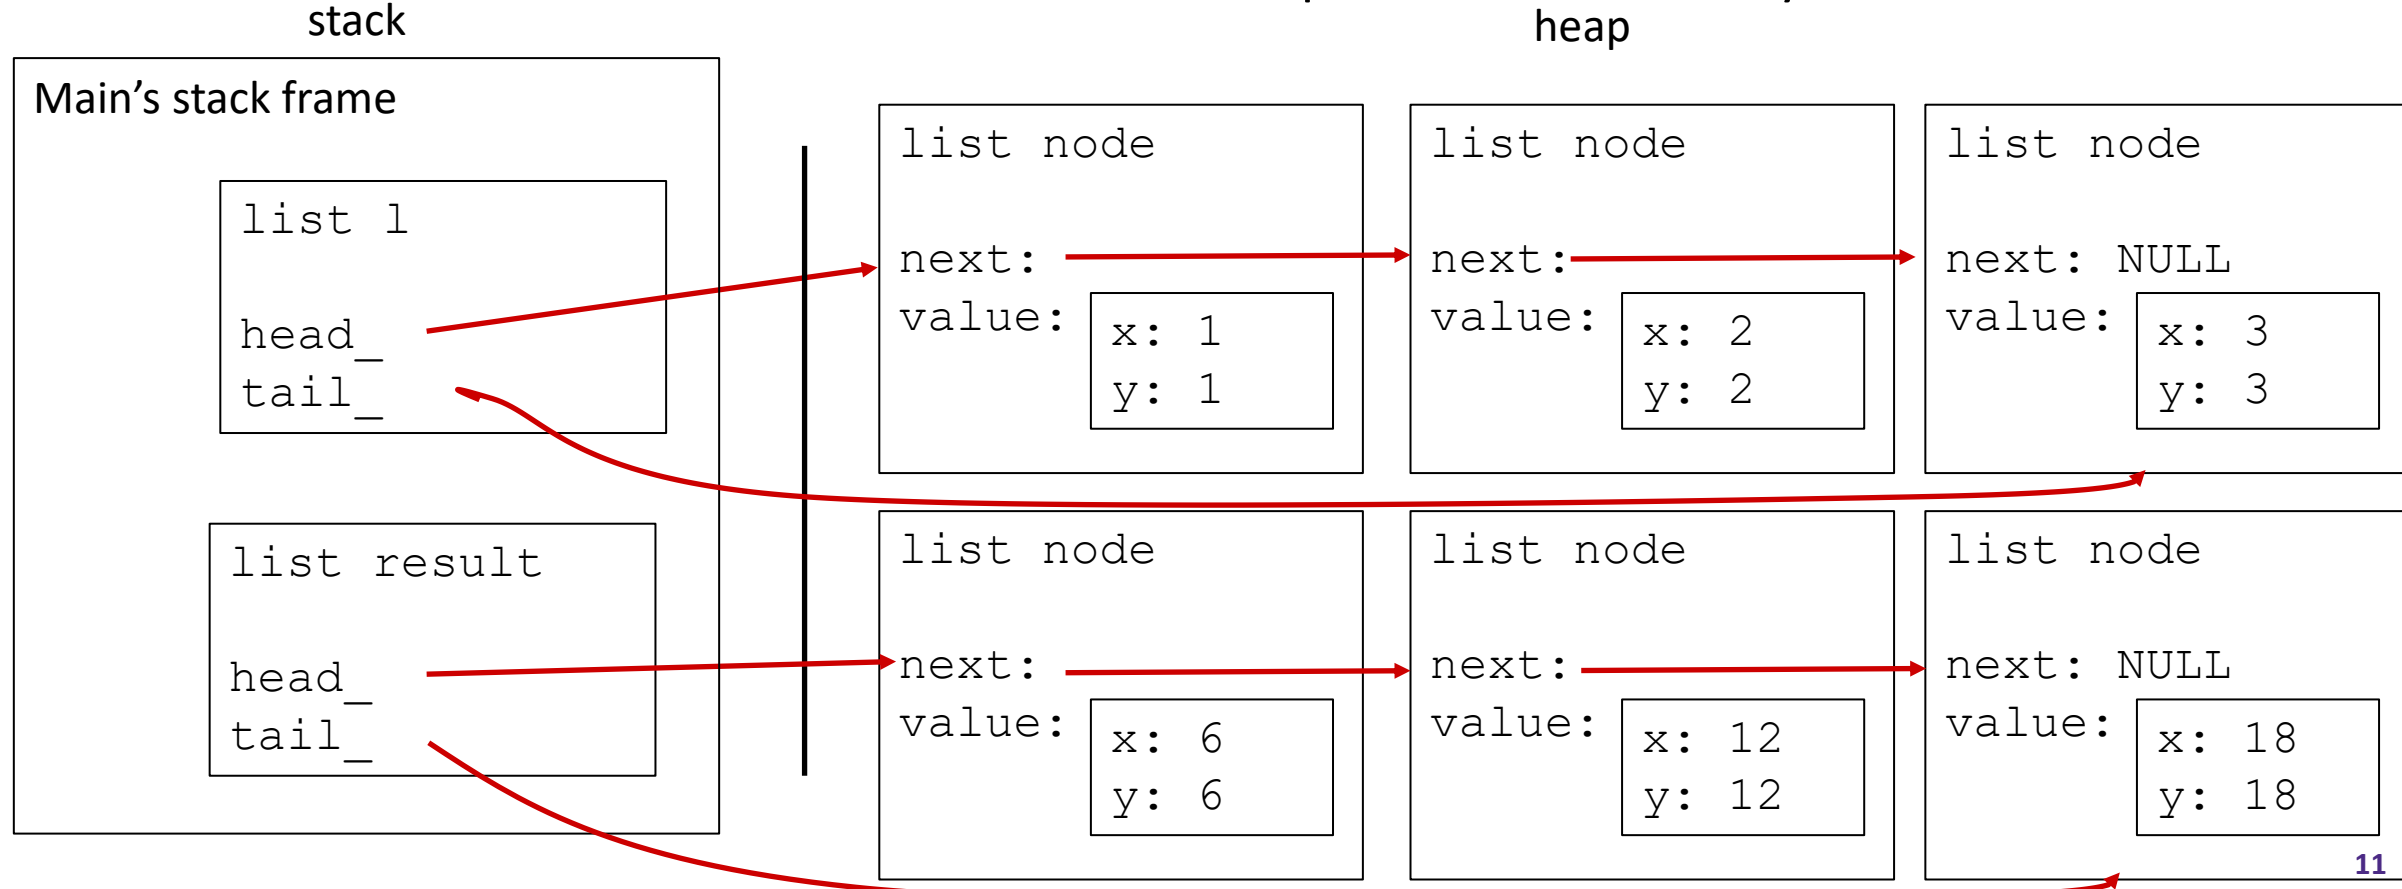 stack
heap
Main’s stack frame
list l
head_
tail_
list node
next:
value:
x: 1
y: 1
list node
next:
value:
x: 2
y: 2
list node
next: NULL
value:
x: 3
y: 3
list result
head_
tail_
list node
next:
value:
x: 6
y: 6
list node
next:
value:
x: 12
y: 12
list node
next: NULL
value:
x: 18
y: 18
11